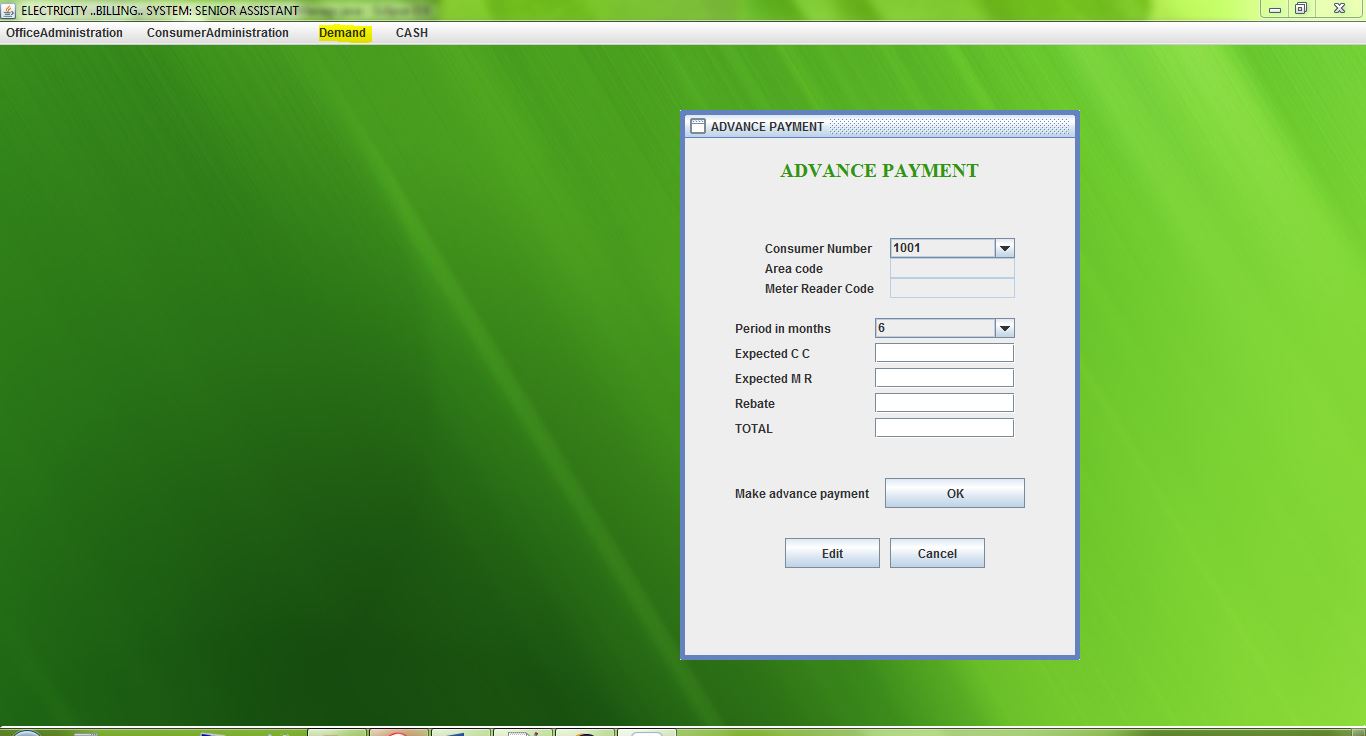 ELECTRICITY ..BILLING.. SYSTEM: SENIOR ASSISTANT
OfficeAdministration ConsumerAdministration Demand CASH
ADVANCE PAYMENT
ADVANCE PAYMENT
Consumer Number 1001
Area code
Meter Reader Code
Period in months 6
Expected C C
Expected M R
Rebate
TOTAL
Make advance payment OK
Edit Cancel